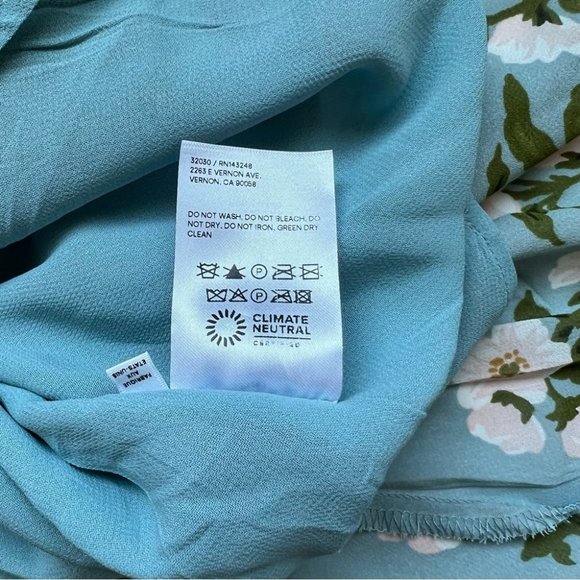 32030 / RN143248
2263 E VERNON AVE.
VERNON, CA 90058
DO NOT WASH. DO NOT BLEACH. DO
NOT DRY. DO NOT IRON. GREEN DRY
CLEAN
CLIMATE
NEUTRAL
CERTIFIED
FABRIQUE
AUX
ETATS-UNIS